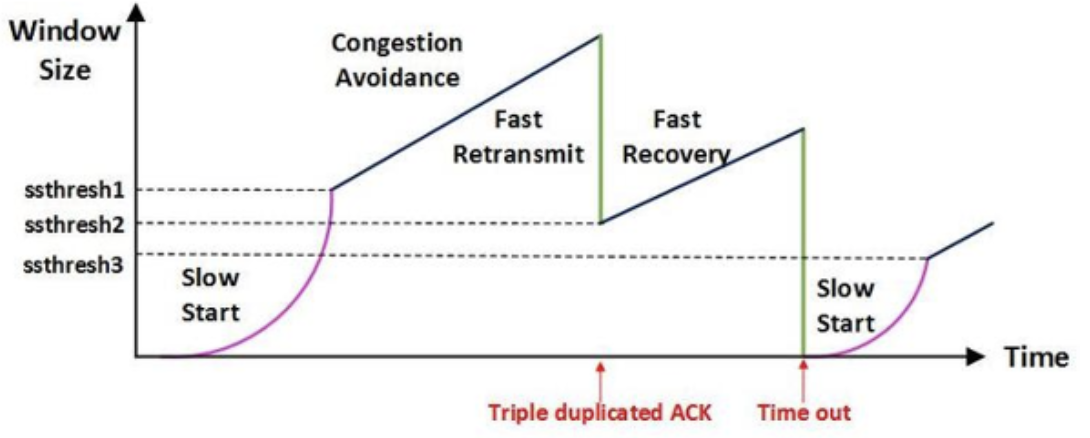 Window
Size
Congestion
Avoidance
Fast
Retransmit
Fast
Recovery
ssthresh1
ssthresh2
ssthresh3
Slow
Start
Slow
Start
Time
Triple duplicated ACK
Time out